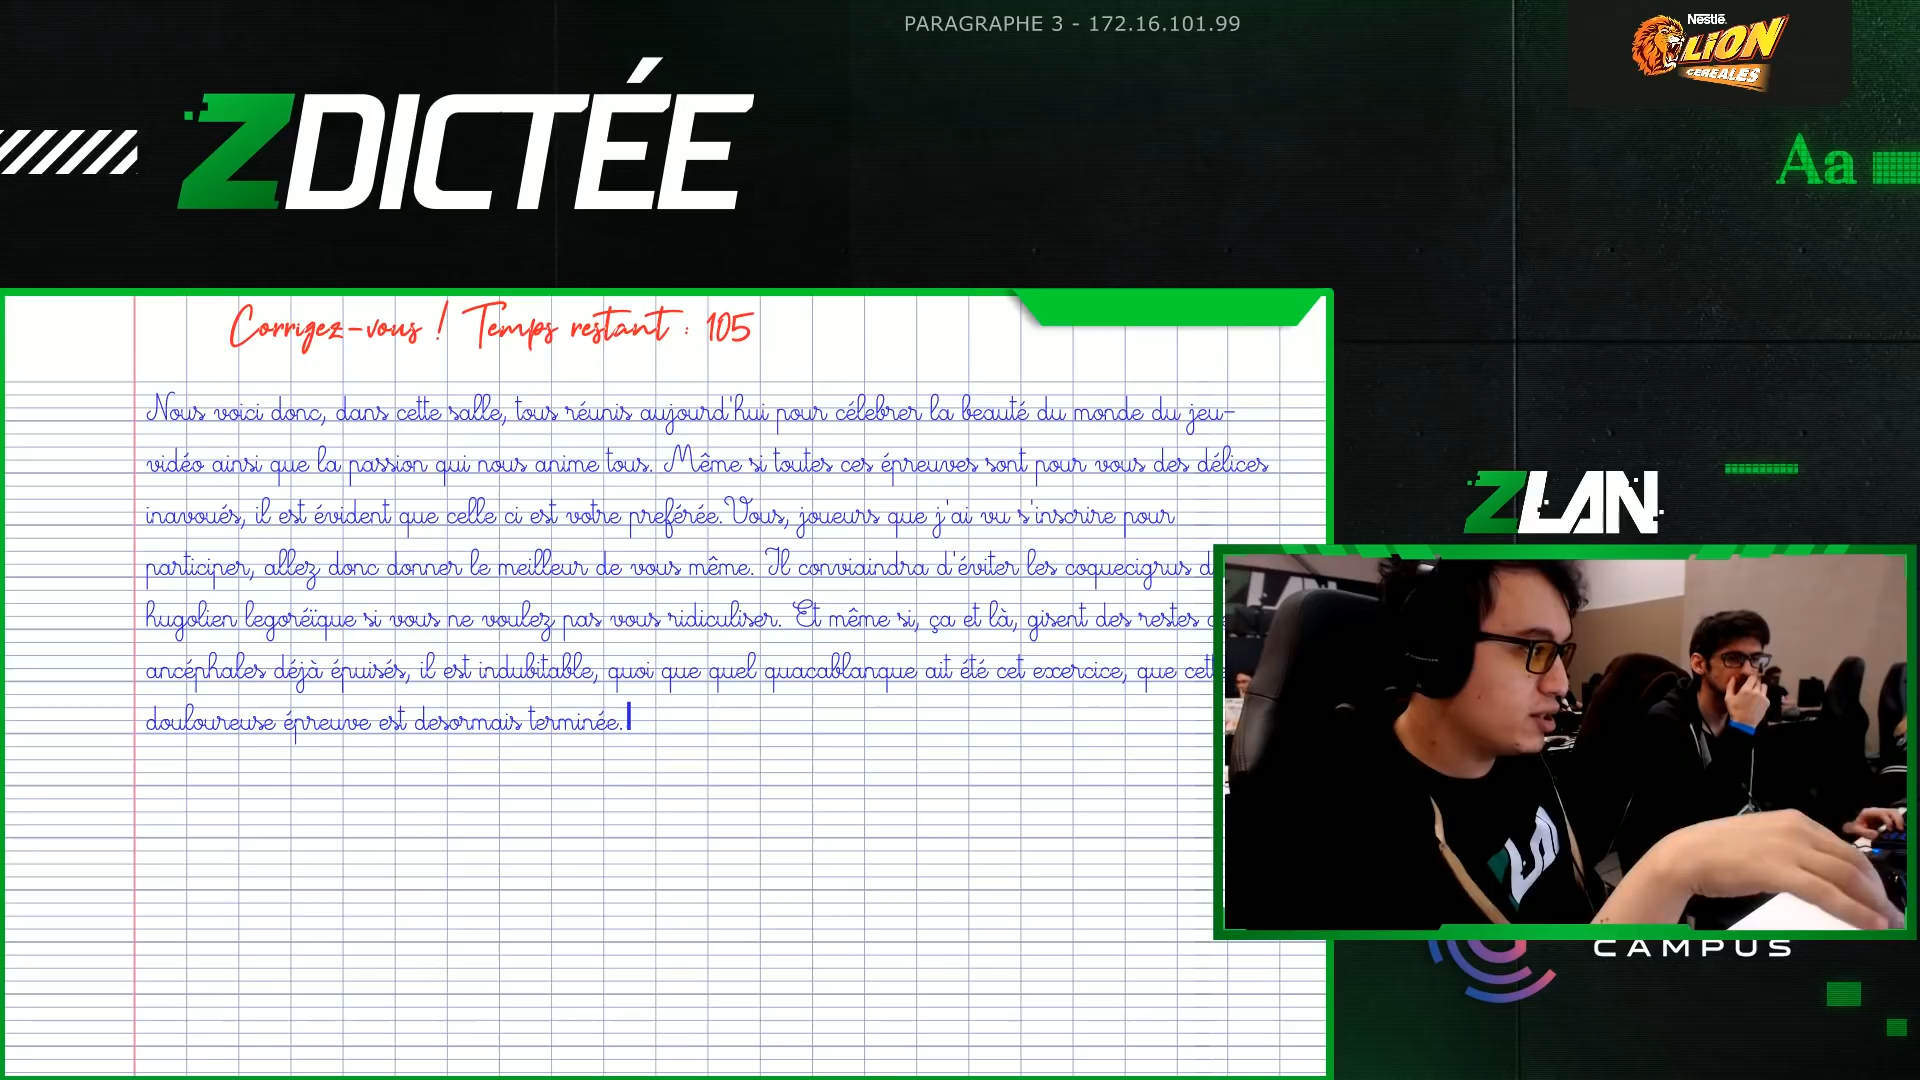 PARAGRAPHE 3 - 172.16.101.99
Nestlé
LION
CEREALES
ZDICTÉE
Aa
Corrigez-vous ! Temps restant : 105
Nous voici donc, dans cette salle, tous réunis aujourd'hui pour célebrer la beauté du monde du jeu-
vidéo ainsi que la passion qui nous anime tous. Même si toutes ces épreuves sont pour vous des délices
inavoués, il est évident que celle ci est votre preférée. Vous, joueurs que j'ai vu s'inscrire pour
participer, allez donc donner le meilleur de vous même. Il conviaindra d'éviter les coquecigrus
hugolien legoréïque si vous ne voulez pas vous ridiculiser. Et même si, ça et là, gisent des restes
ancéphales déjà épuisés, il est indubitable, quoi que quel quacablanque ait été cet exercice, que cette
douloureuse épreuve est desormais terminée.
ZLAN
CAMPUS